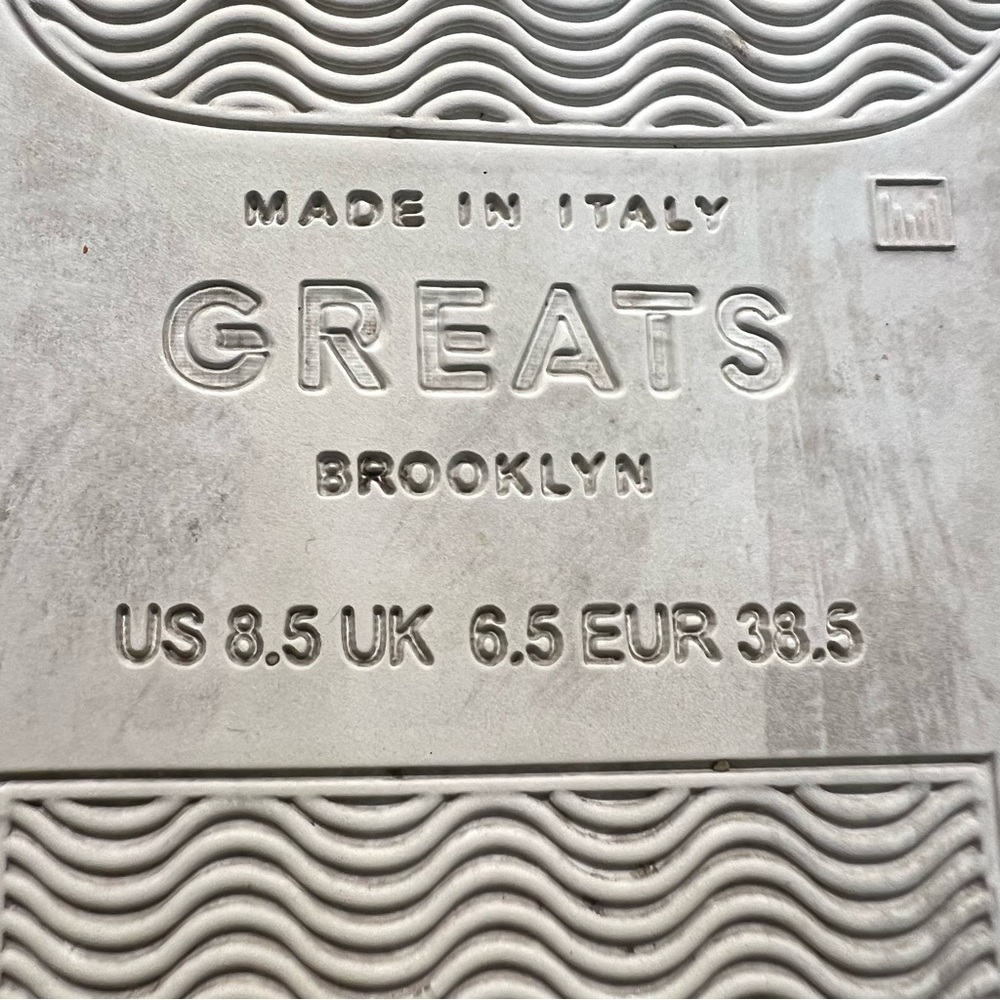 MADE IN ITALY
GREATS
BROOKLYN
US 8.5 UK 6.5 EUR 38.5